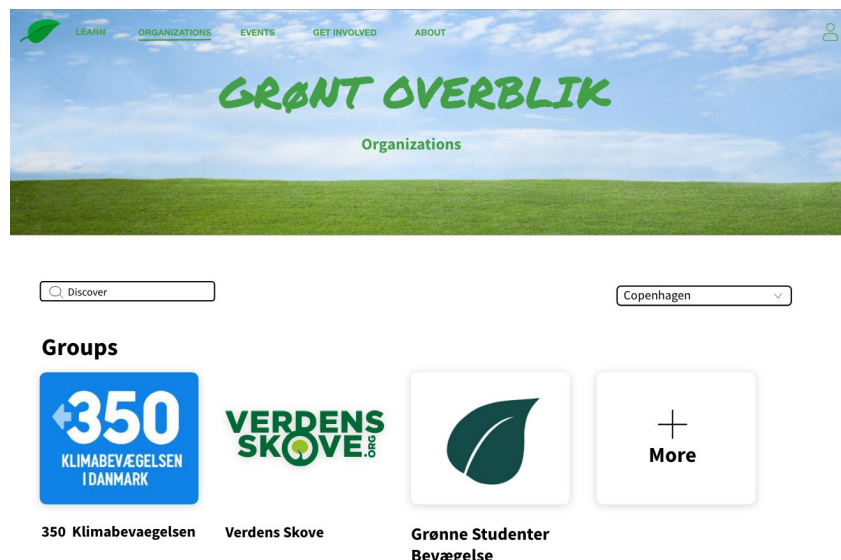 LEARN ORGANIZATIONS EVENTS GET INVOLVED ABOUT
GRØNT OVERBLIK
Organizations
Discover
Copenhagen
Groups
350
KLIMABEVÆGELSEN
I DANMARK
VERDENS
SKOVE.ORG
More
350 Klimabevaegelsen
Verdens Skove
Grønne Studenter
Bevægelse